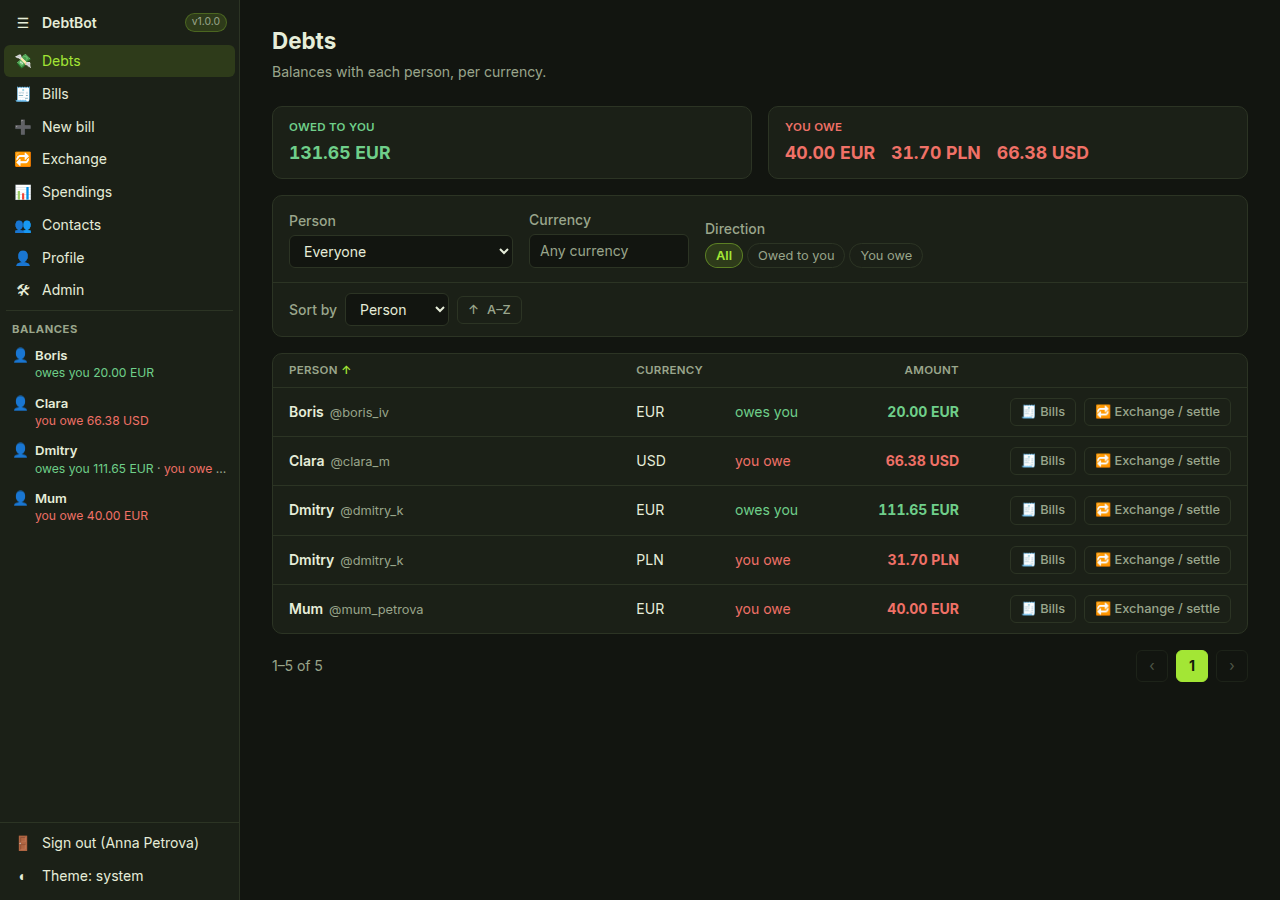 ☰ DebtBot v1.0.0
Debts
Bills
New bill
Exchange
Spendings
Contacts
Profile
Admin
BALANCES
Boris
owes you 20.00 EUR
Clara
you owe 66.38 USD
Dmitry
owes you 111.65 EUR · you owe ...
Mum
you owe 40.00 EUR
Sign out (Anna Petrova)
Theme: system
Debts
Balances with each person, per currency.
OWED TO YOU
131.65 EUR
YOU OWE
40.00 EUR 31.70 PLN 66.38 USD
Person
Everyone
Currency
Any currency
Direction
All Owed to you You owe
Sort by Person ↑ A–Z
PERSON ↑ CURRENCY AMOUNT
Boris @boris_iv EUR owes you 20.00 EUR Bills Exchange / settle
Clara @clara_m USD you owe 66.38 USD Bills Exchange / settle
Dmitry @dmitry_k EUR owes you 111.65 EUR Bills Exchange / settle
Dmitry @dmitry_k PLN you owe 31.70 PLN Bills Exchange / settle
Mum @mum_petrova EUR you owe 40.00 EUR Bills Exchange / settle
1–5 of 5 ‹ 1 ›